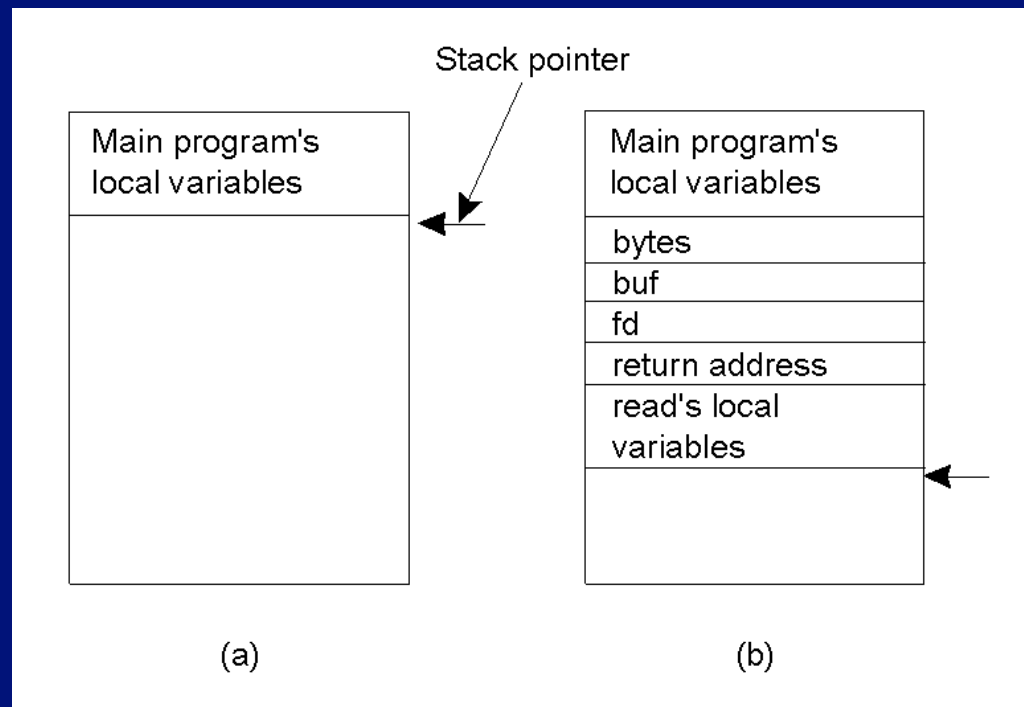 Stack pointer
Main program's
local variables
Main program's
local variables
bytes
buf
fd
return address
read's local
variables
(a)
(b)